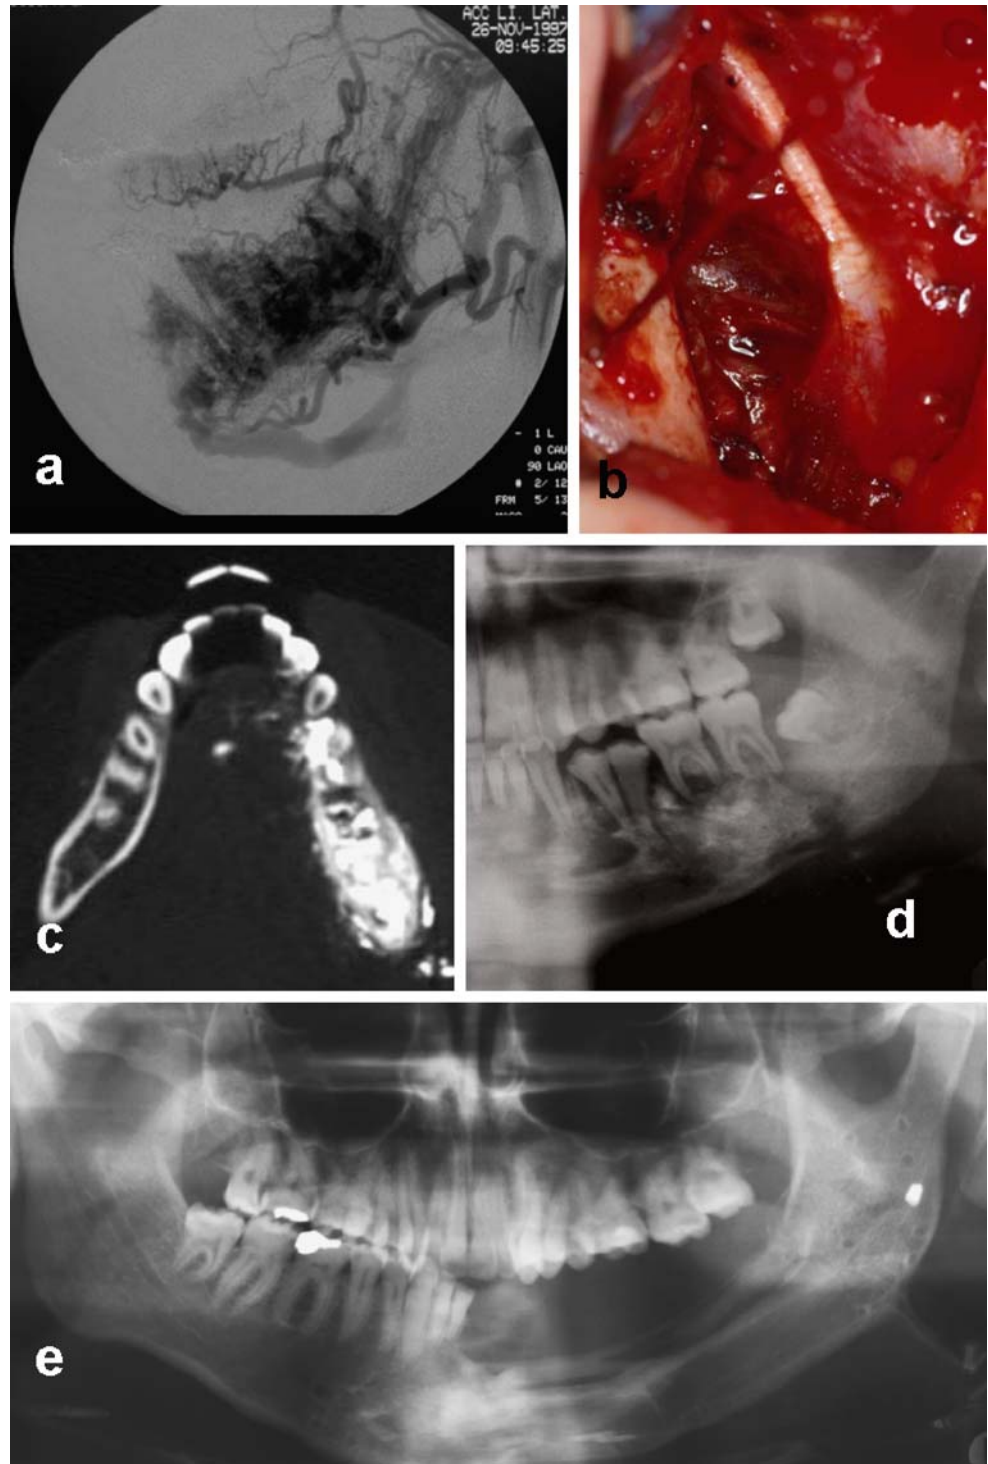 ACC LI. LAT.
26-NOV-1997
09:45:25
- 1 L
0 CAU
90 LAO
# 2/ 12
FRM 5/ 13
a
b
c
d
e